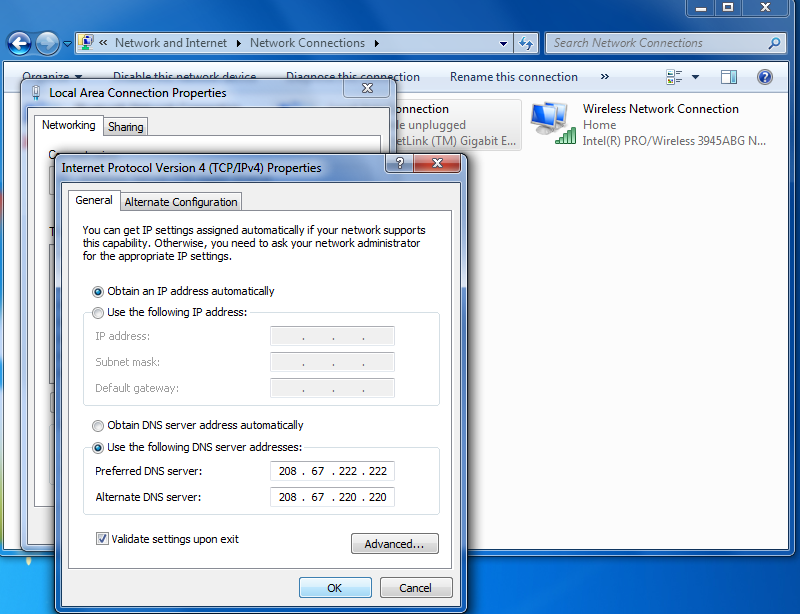 « Network and Internet Network Connections
Search Network Connections
Organize Disable this network device Diagnose this connection Rename this connection »
Local Area Connection Properties
Networking Sharing
onnection
le unplugged
etLink (TM) Gigabit E...
Wireless Network Connection
Home
Intel(R) PRO/Wireless 3945ABG N...
Internet Protocol Version 4 (TCP/IPv4) Properties
General Alternate Configuration
You can get IP settings assigned automatically if your network supports
this capability. Otherwise, you need to ask your network administrator
for the appropriate IP settings.
Obtain an IP address automatically
Use the following IP address:
IP address: . . .
Subnet mask: . . .
Default gateway: . . .
Obtain DNS server address automatically
Use the following DNS server addresses:
Preferred DNS server: 208 . 67 . 222 . 222
Alternate DNS server: 208 . 67 . 220 . 220
Validate settings upon exit
Advanced...
OK Cancel